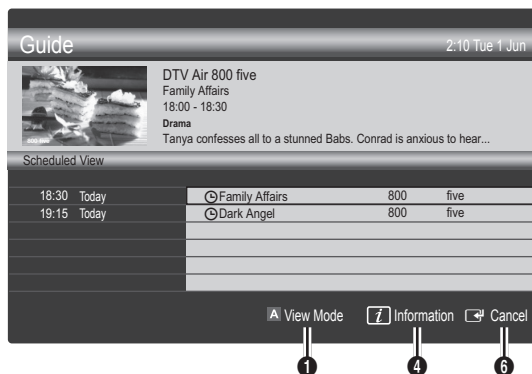 Guide 2:10 Tue 1 Jun
DTV Air 800 five
Family Affairs
18:00 - 18:30
Drama
Tanya confesses all to a stunned Babs. Conrad is anxious to hear...
Scheduled View
18:30 Today Family Affairs 800 five
19:15 Today Dark Angel 800 five
A View Mode i Information Cancel
1 4 6